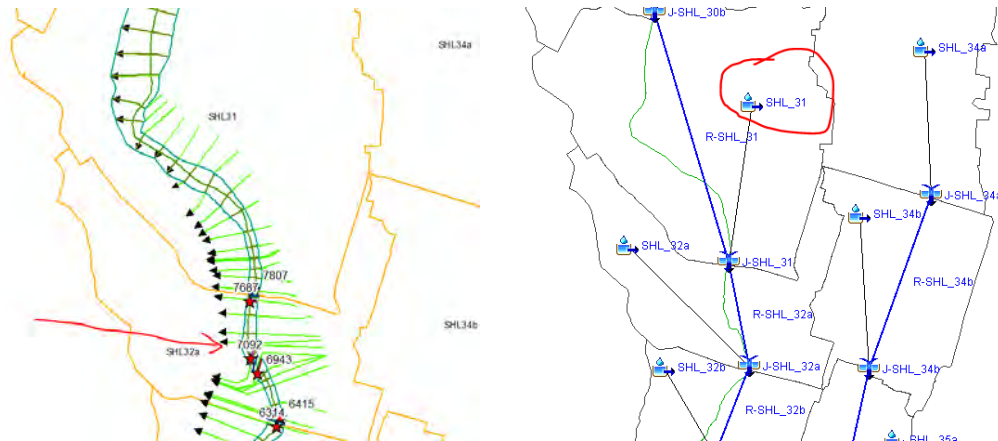 SHL34a
SHL31
7807
7687
SHL34b
7092
SHL32a
6943
6415
6314
J-SHL_30b
SHL_34a
SHL_31
R-SHL_31
J-SHL_34a
SHL_34b
SHL_32a
J-SHL_31
R-SHL_34b
R-SHL_32a
SHL_32b
J-SHL_32a
J-SHL_34b
R-SHL_32b
SHL_35a